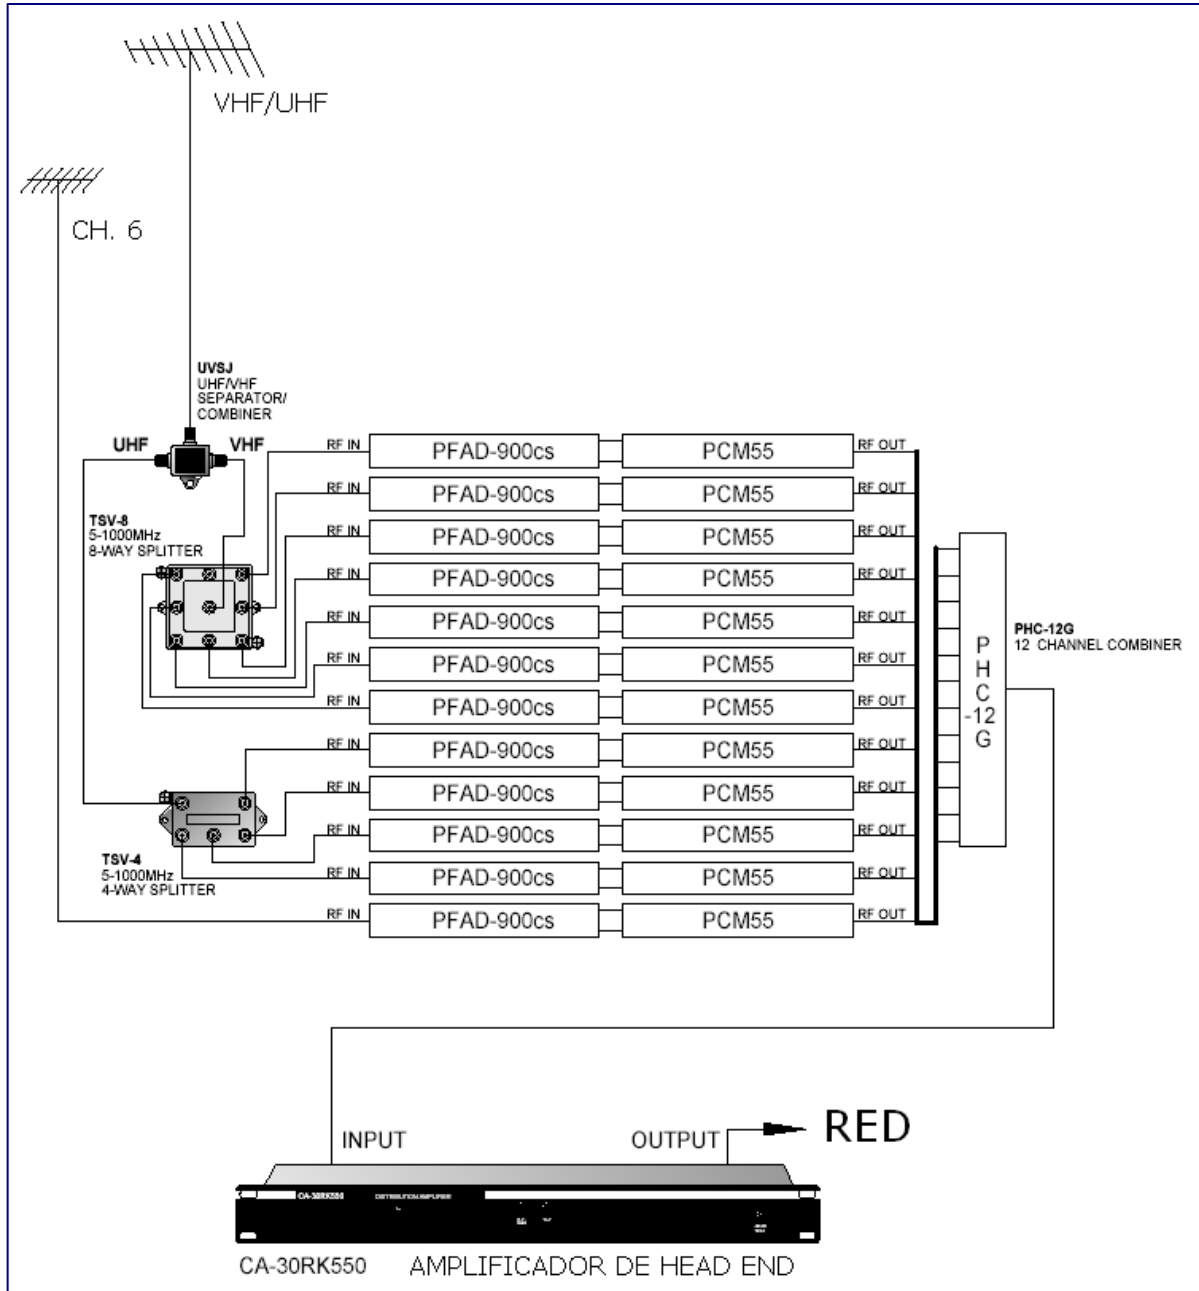 VHF/UHF
CH. 6
UVSJ
UHF/VHF
SEPARATOR/
COMBINER
UHF
VHF
TSV-8
5-1000MHz
8-WAY SPLITTER
RF IN PFAD-900cs PCM55 RF OUT
RF IN PFAD-900cs PCM55 RF OUT
RF IN PFAD-900cs PCM55 RF OUT
RF IN PFAD-900cs PCM55 RF OUT
RF IN PFAD-900cs PCM55 RF OUT
RF IN PFAD-900cs PCM55 RF OUT
RF IN PFAD-900cs PCM55 RF OUT
RF IN PFAD-900cs PCM55 RF OUT
RF IN PFAD-900cs PCM55 RF OUT
RF IN PFAD-900cs PCM55 RF OUT
RF IN PFAD-900cs PCM55 RF OUT
RF IN PFAD-900cs PCM55 RF OUT
TSV-4
5-1000MHz
4-WAY SPLITTER
P
H
C
-12
G
PHC-12G
12 CHANNEL COMBINER
INPUT
OUTPUT
RED
CA-30RK550 DISTRIBUTION AMPLIFIER
CA-30RK550 AMPLIFICADOR DE HEAD END